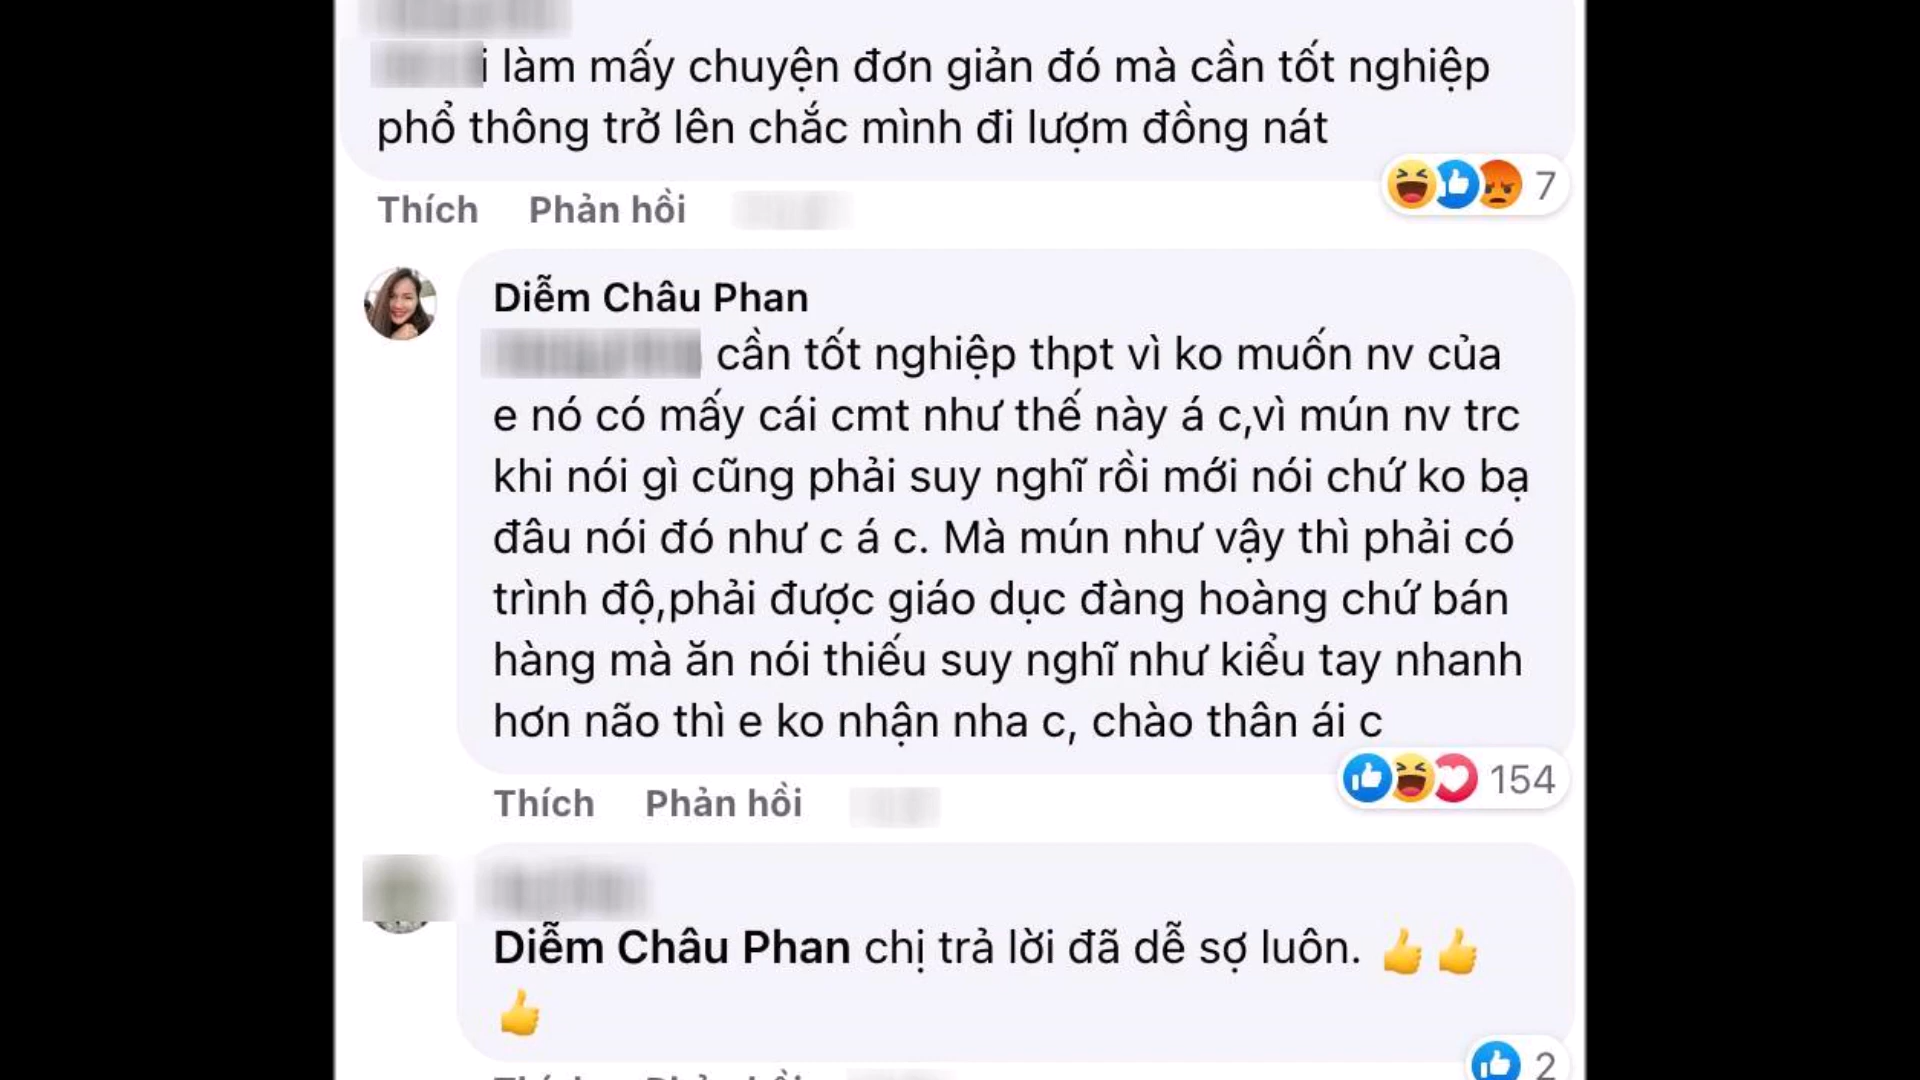 làm mấy chuyện đơn giản đó mà cần tốt nghiệp
phổ thông trở lên chắc mình đi lượm đồng nát
7
Thích Phản hồi
Diễm Châu Phan
cần tốt nghiệp thpt vì ko muốn nv của
e nó có mấy cái cmt như thế này á c,vì mún nv trc
khi nói gì cũng phải suy nghĩ rồi mới nói chứ ko bạ
đâu nói đó như c á c. Mà mún như vậy thì phải có
trình độ,phải được giáo dục đàng hoàng chứ bán
hàng mà ăn nói thiếu suy nghĩ như kiểu tay nhanh
hơn não thì e ko nhận nha c, chào thân ái c
154
Thích Phản hồi
Diễm Châu Phan chị trả lời đã dễ sợ luôn. 👍👍
👍
2